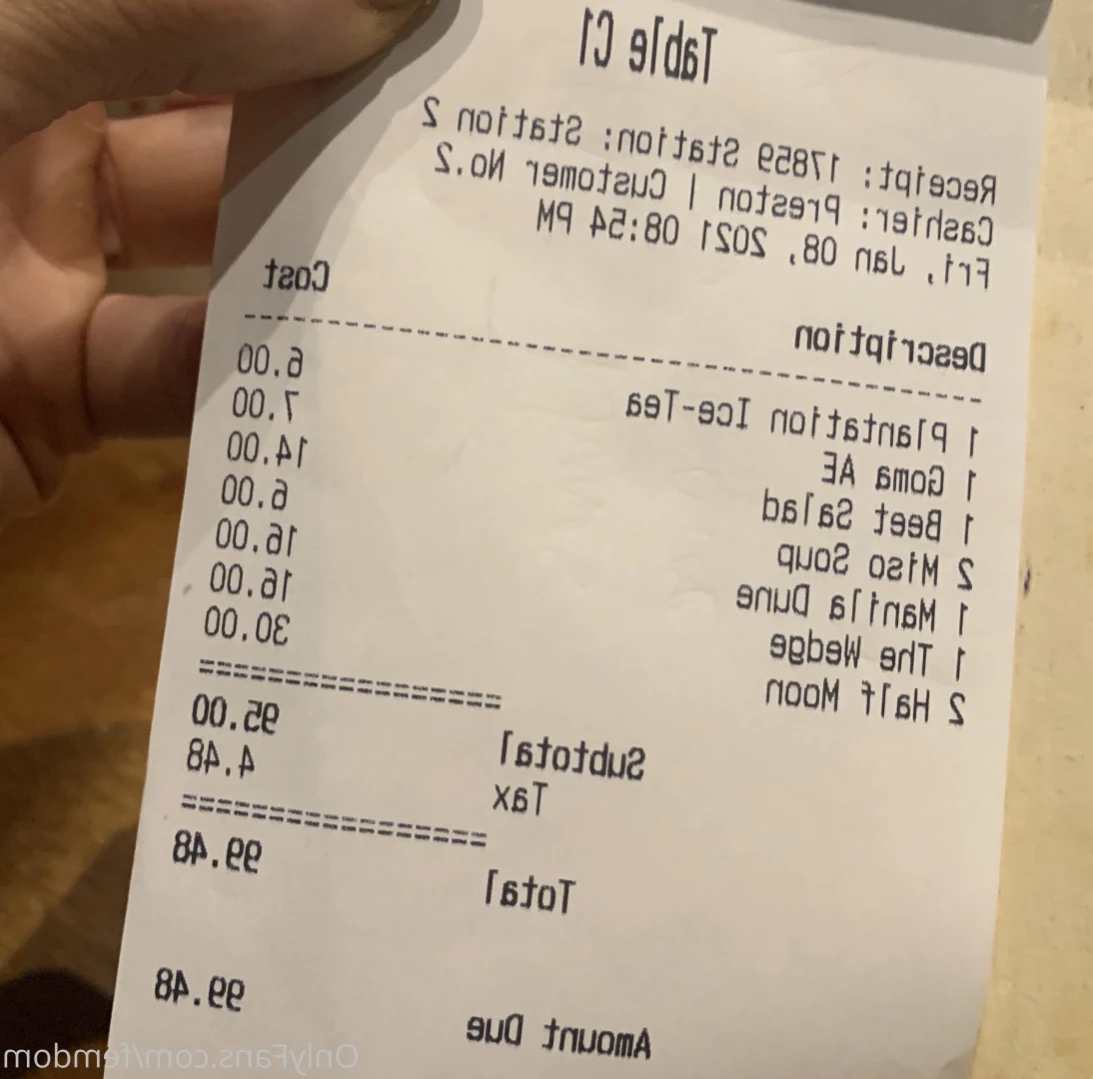 Table C1
Receipt: 17859 Station: Station 2
Cashier: Preston | Customer No.2
Fri, Jan 08, 2021 08:54 PM
Description Cost
1 Plantation Ice-Tea 6.00
1 Goma AE 7.00
1 Beet Salad 14.00
2 Miso Soup 6.00
1 Manila Dune 16.00
1 The Wedge 16.00
2 Half Moon 30.00
Subtotal 95.00
Tax 4.48
Total 99.48
Amount Due 99.48
OnlyFans.com/femdom